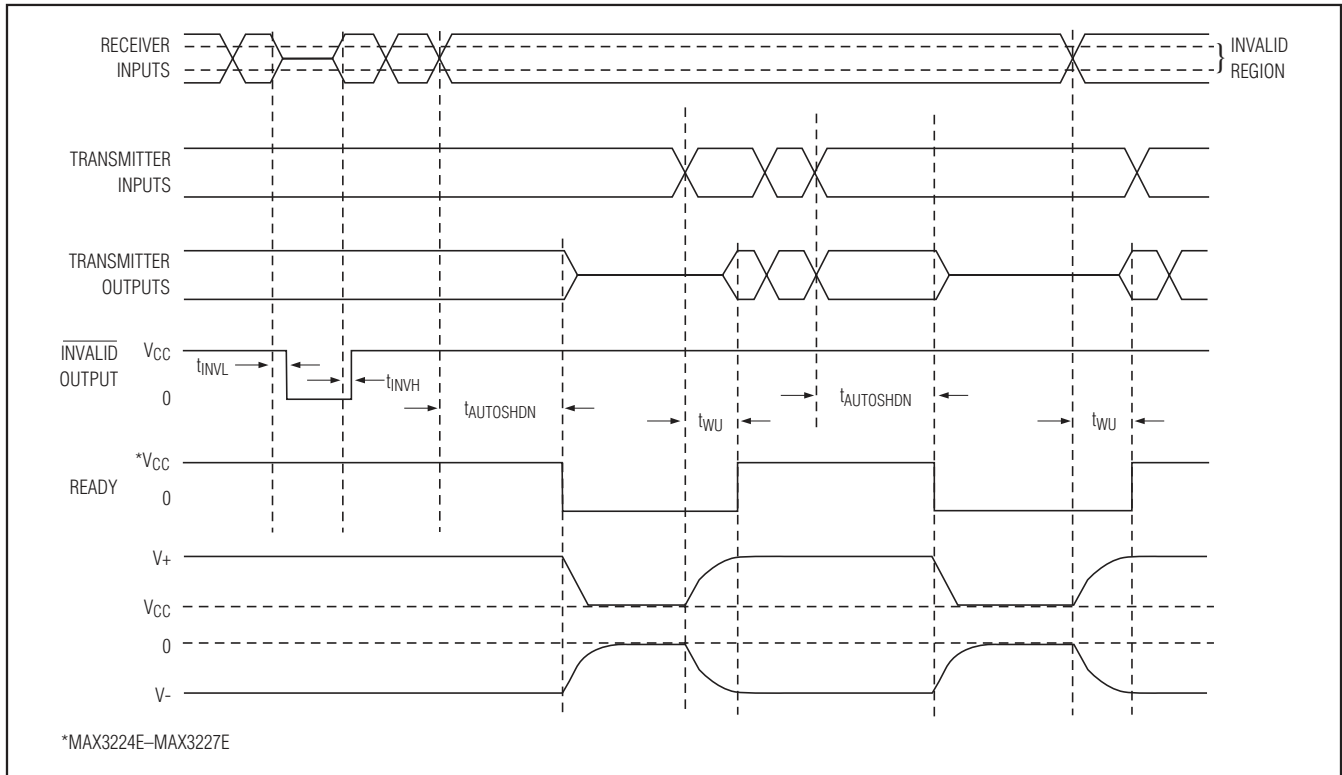 RECEIVER
INPUTS
} INVALID
REGION
TRANSMITTER
INPUTS
TRANSMITTER
OUTPUTS
INVALID
OUTPUT
VCC
0
tINVL
tINVH
tAUTOSHDN
tWU
tAUTOSHDN
tWU
READY
*VCC
0
V+
VCC
0
V-
*MAX3224E–MAX3227E